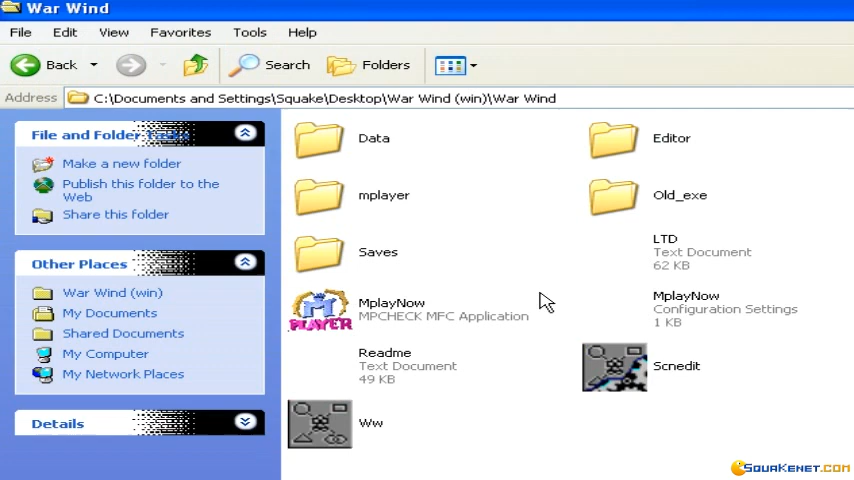 War Wind
File Edit View Favorites Tools Help
Back Search Folders
Address C:\Documents and Settings\Squake\Desktop\War Wind (win)\War Wind
File and Folder Tasks
Make a new folder
Publish this folder to the
Web
Share this folder
Other Places
War Wind (win)
My Documents
Shared Documents
My Computer
My Network Places
Details
Data
Editor
mplayer
Old_exe
Saves
LTD
Text Document
62 KB
M
PLAYER
MplayNow
MPCHECK MFC Application
MplayNow
Configuration Settings
1 KB
Readme
Text Document
49 KB
Scnedit
Ww
SquakeNet.com